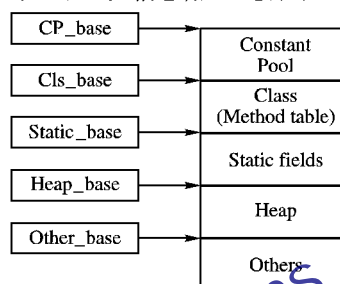 CP_base
Constant
Pool
Cls_base
Class
(Method table)
Static_base
Static fields
Heap_base
Heap
Other_base
Others